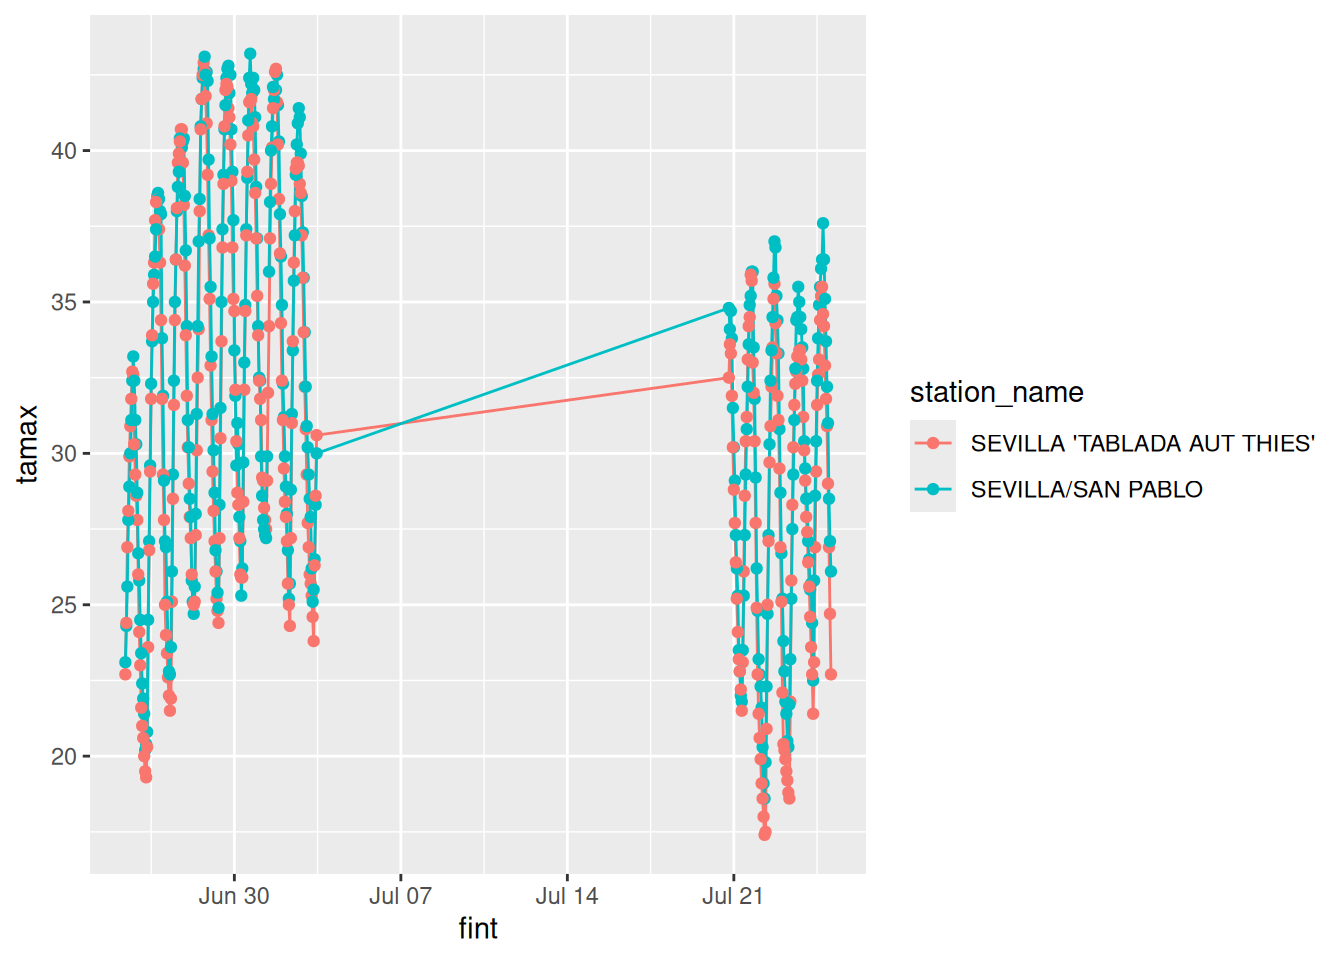 tamax
40
35
30
25
20
Jun 30
Jul 07
Jul 14
Jul 21
fint
station_name
SEVILLA 'TABLADA AUT THIES'
SEVILLA/SAN PABLO